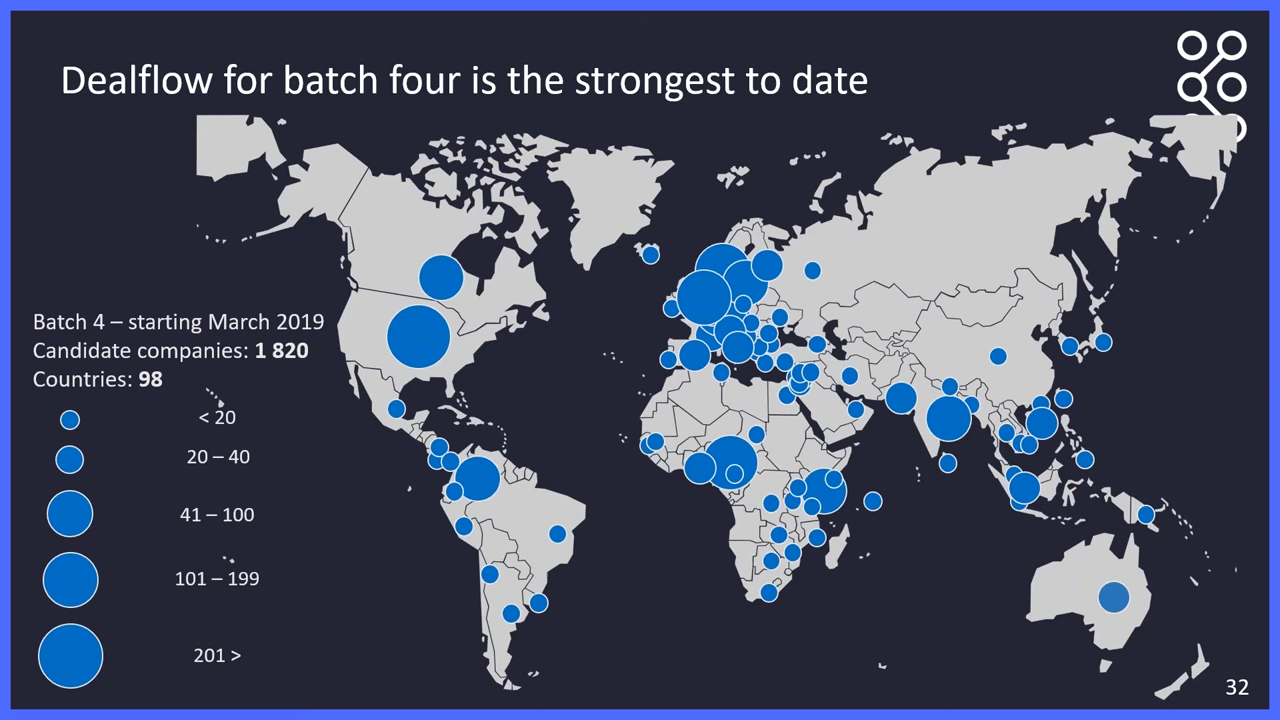 Dealflow for batch four is the strongest to date
Batch 4 – starting March 2019
Candidate companies: 1 820
Countries: 98
< 20
20 – 40
41 – 100
101 – 199
201 >
32